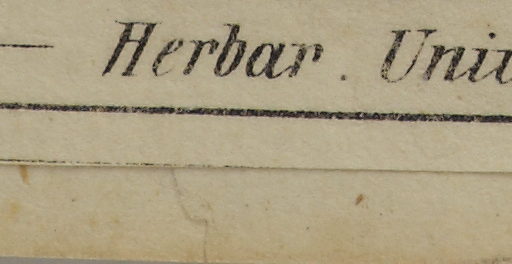 — Herbar. Uni